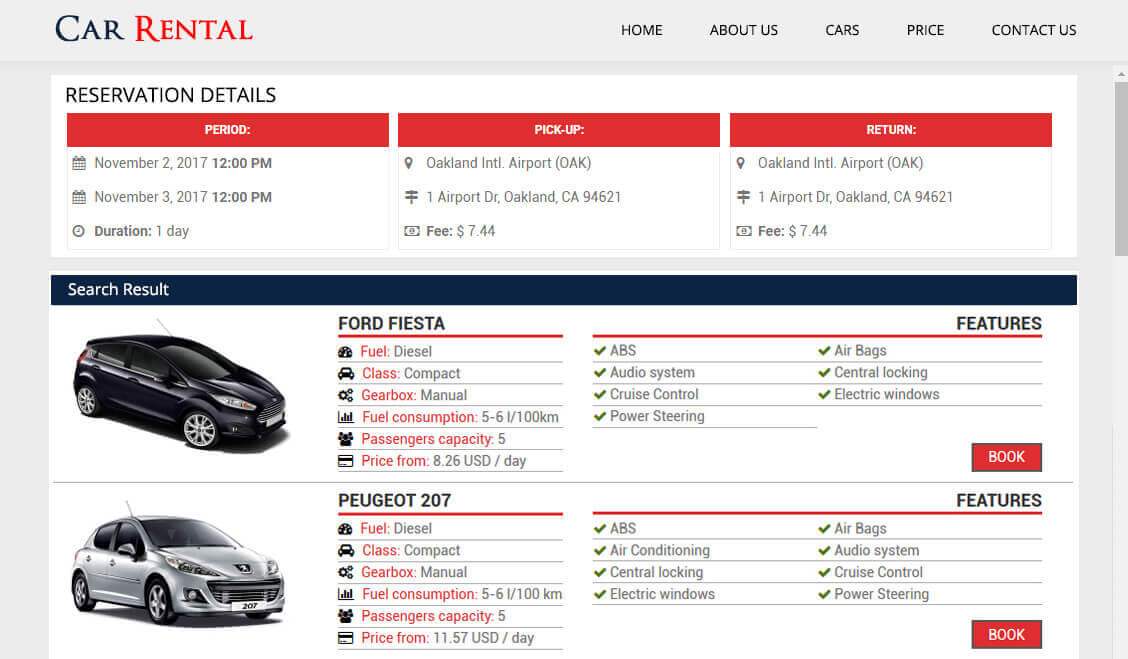 CAR RENTAL
HOME ABOUT US CARS PRICE CONTACT US
RESERVATION DETAILS
PERIOD:
November 2, 2017 12:00 PM
November 3, 2017 12:00 PM
Duration: 1 day
PICK-UP:
Oakland Intl. Airport (OAK)
1 Airport Dr, Oakland, CA 94621
Fee: $ 7.44
RETURN:
Oakland Intl. Airport (OAK)
1 Airport Dr, Oakland, CA 94621
Fee: $ 7.44
Search Result
FORD FIESTA
Fuel: Diesel
Class: Compact
Gearbox: Manual
Fuel consumption: 5-6 l/100km
Passengers capacity: 5
Price from: 8.26 USD / day
FEATURES
ABS
Audio system
Cruise Control
Power Steering
Air Bags
Central locking
Electric windows
BOOK
PEUGEOT 207
Fuel: Diesel
Class: Compact
Gearbox: Manual
Fuel consumption: 5-6 l/100 km
Passengers capacity: 5
Price from: 11.57 USD / day
207
FEATURES
ABS
Air Conditioning
Central locking
Electric windows
Air Bags
Audio system
Cruise Control
Power Steering
BOOK